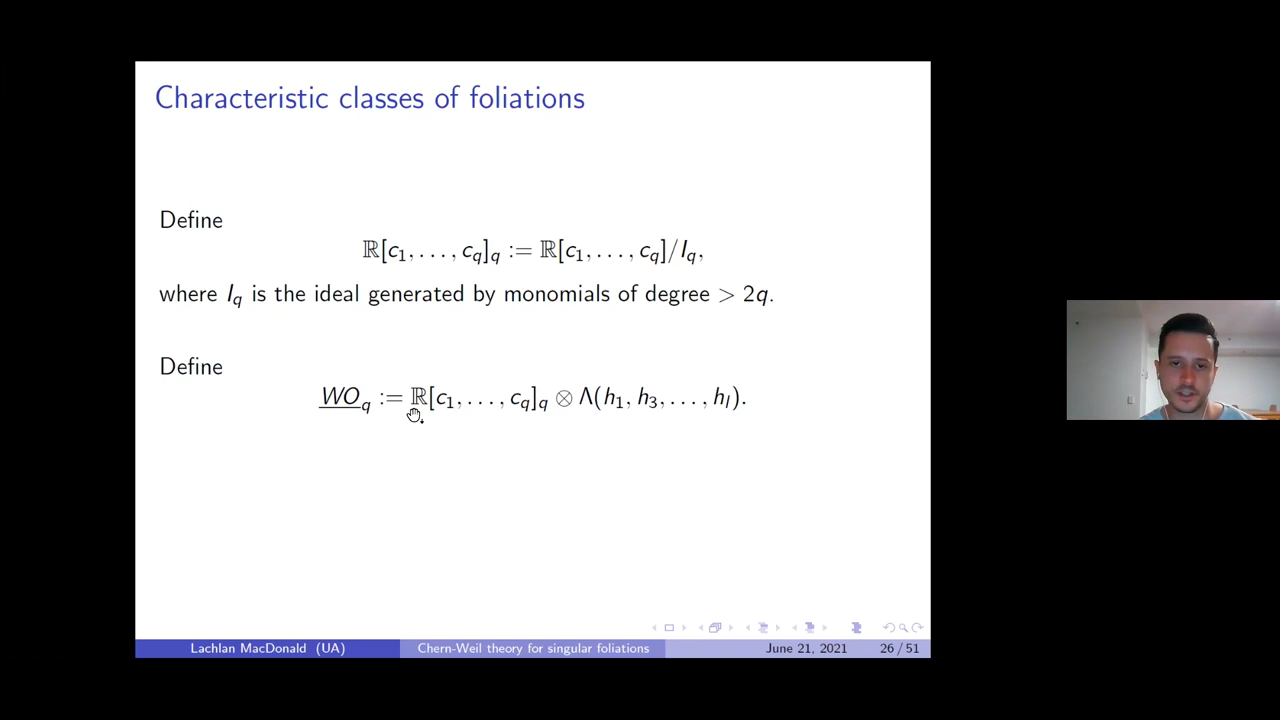 Characteristic classes of foliations
Define
ℝ[c₁, . . . , c_q]_q := ℝ[c₁, . . . , c_q]/I_q,
where I_q is the ideal generated by monomials of degree > 2q.
Define
WO_q := ℝ[c₁, . . . , c_q]_q ⊗ Λ(h₁, h₃, . . . , h_l).
Lachlan MacDonald (UA) Chern-Weil theory for singular foliations June 21, 2021 26 / 51